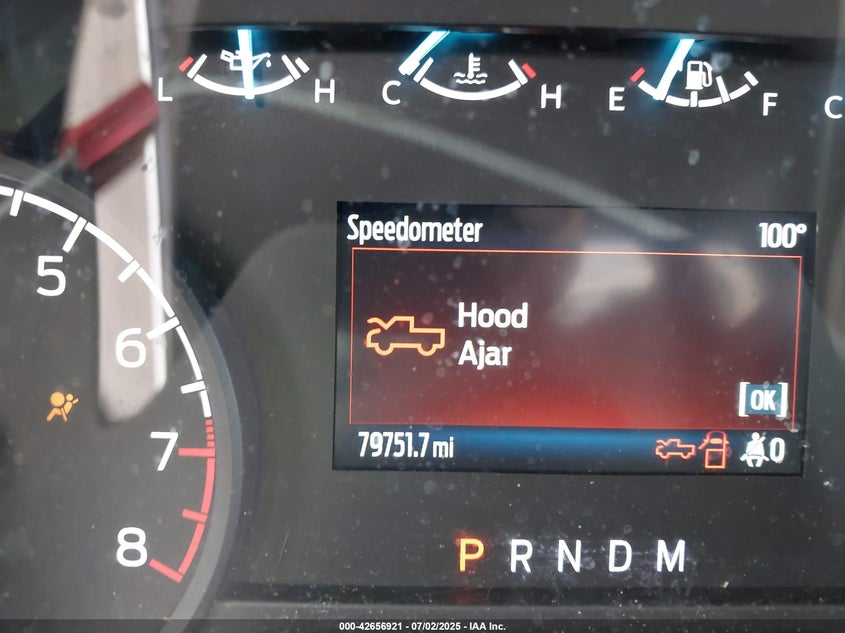 L H C H E F C
Speedometer 100°
Hood
Ajar
[OK]
79751.7 mi 0
5
6
7
8
P R N D M
000-42656921 - 07/02/2025 - IAA Inc.